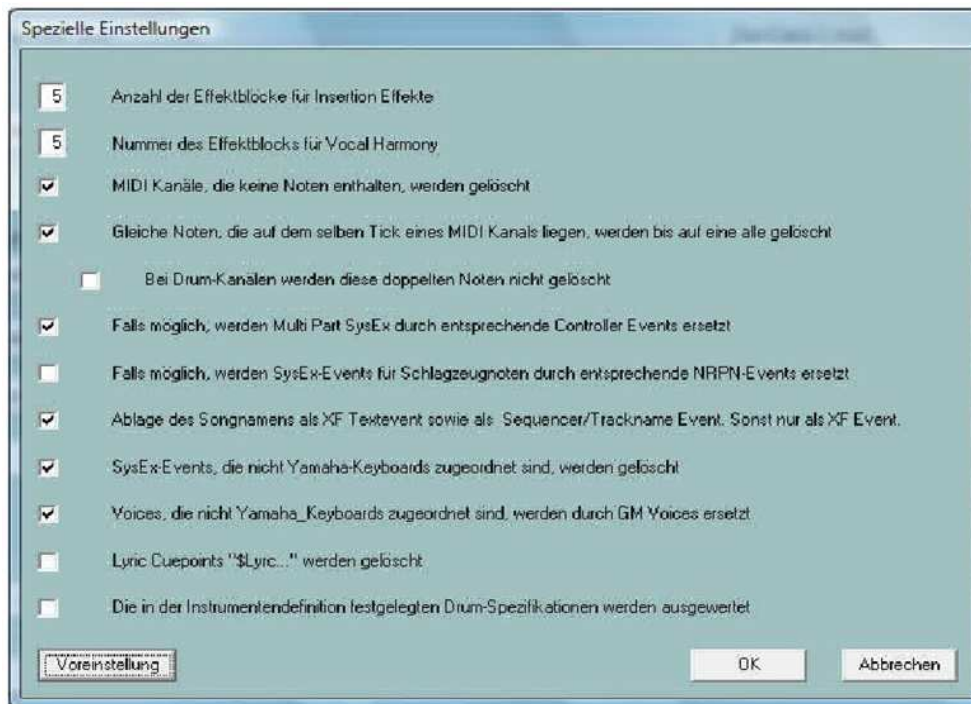 Spezielle Einstellungen
5 Anzahl der Effektblöcke für Insertion Effekte
5 Nummer des Effektblocks für Vocal Harmony
MIDI Kanäle, die keine Noten enthalten, werden gelöscht
Gleiche Noten, die auf dem selben Tick eines MIDI Kanals liegen, werden bis auf eine alle gelöscht
Bei Drum-Kanälen werden diese doppelten Noten nicht gelöscht
Falls möglich, werden Multi Part SysEx durch entsprechende Controller Events ersetzt
Falls möglich, werden SysEx-Events für Schlagzeugnoten durch entsprechende NRPN-Events ersetzt
Ablage des Songnamens als XF Textevent sowie als Sequencer/Trackname Event. Sonst nur als XF Event.
SysEx-Events, die nicht Yamaha-Keyboards zugeordnet sind, werden gelöscht
Voices, die nicht Yamaha_Keyboards zugeordnet sind, werden durch GM Voices ersetzt
Lyric Cuepoints "$Lyrc..." werden gelöscht
Die in der Instrumentendefinition festgelegten Drum-Spezifikationen werden ausgewertet
Voreinstellung OK Abbrechen